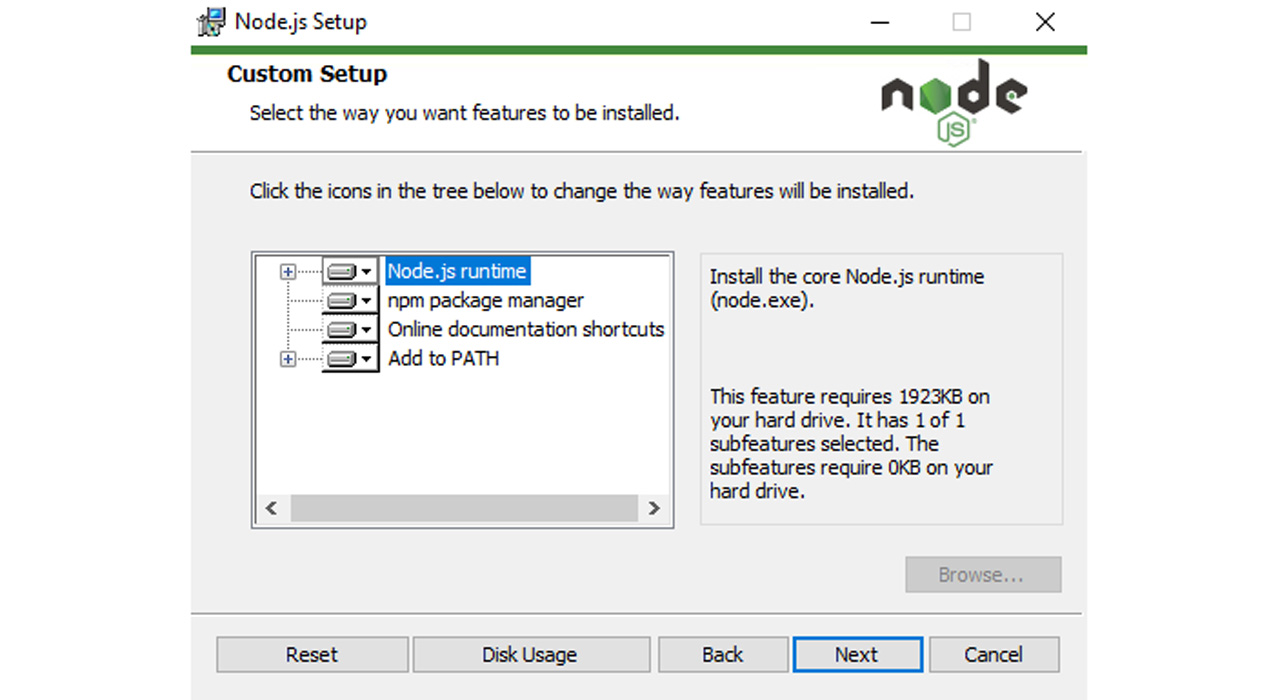 Node.js Setup
Custom Setup
Select the way you want features to be installed.
node
JS
Click the icons in the tree below to change the way features will be installed.
Node.js runtime
npm package manager
Online documentation shortcuts
Add to PATH
Install the core Node.js runtime
(node.exe).
This feature requires 1923KB on
your hard drive. It has 1 of 1
subfeatures selected. The
subfeatures require 0KB on your
hard drive.
Browse...
Reset
Disk Usage
Back
Next
Cancel